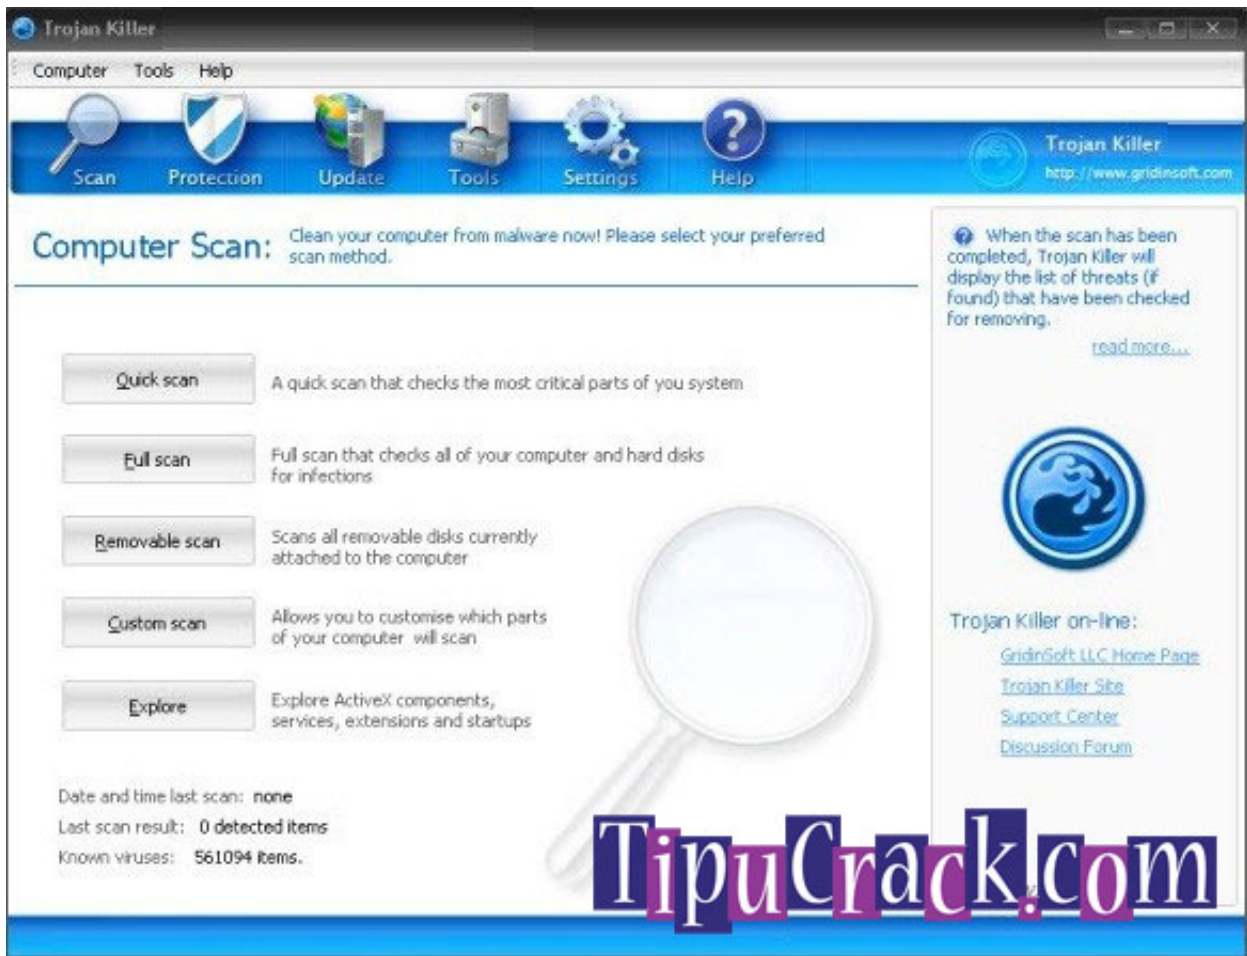 Trojan Killer
Computer Tools Help
Scan Protection Update Tools Settings Help
Trojan Killer
http://www.gridinsoft.com
Computer Scan:
Clean your computer from malware now! Please select your preferred
scan method.
Quick scan
A quick scan that checks the most critical parts of you system
Full scan
Full scan that checks all of your computer and hard disks
for infections
Removable scan
Scans all removable disks currently
attached to the computer
Custom scan
Allows you to customise which parts
of your computer will scan
Explore
Explore ActiveX components,
services, extensions and startups
Date and time last scan: none
Last scan result: 0 detected items
Known viruses: 561094 items.
When the scan has been
completed, Trojan Killer will
display the list of threats (if
found) that have been checked
for removing.
read more...
Trojan Killer on-line:
GridinSoft LLC Home Page
Trojan Killer Site
Support Center
Discussion Forum
TipuCrack.com